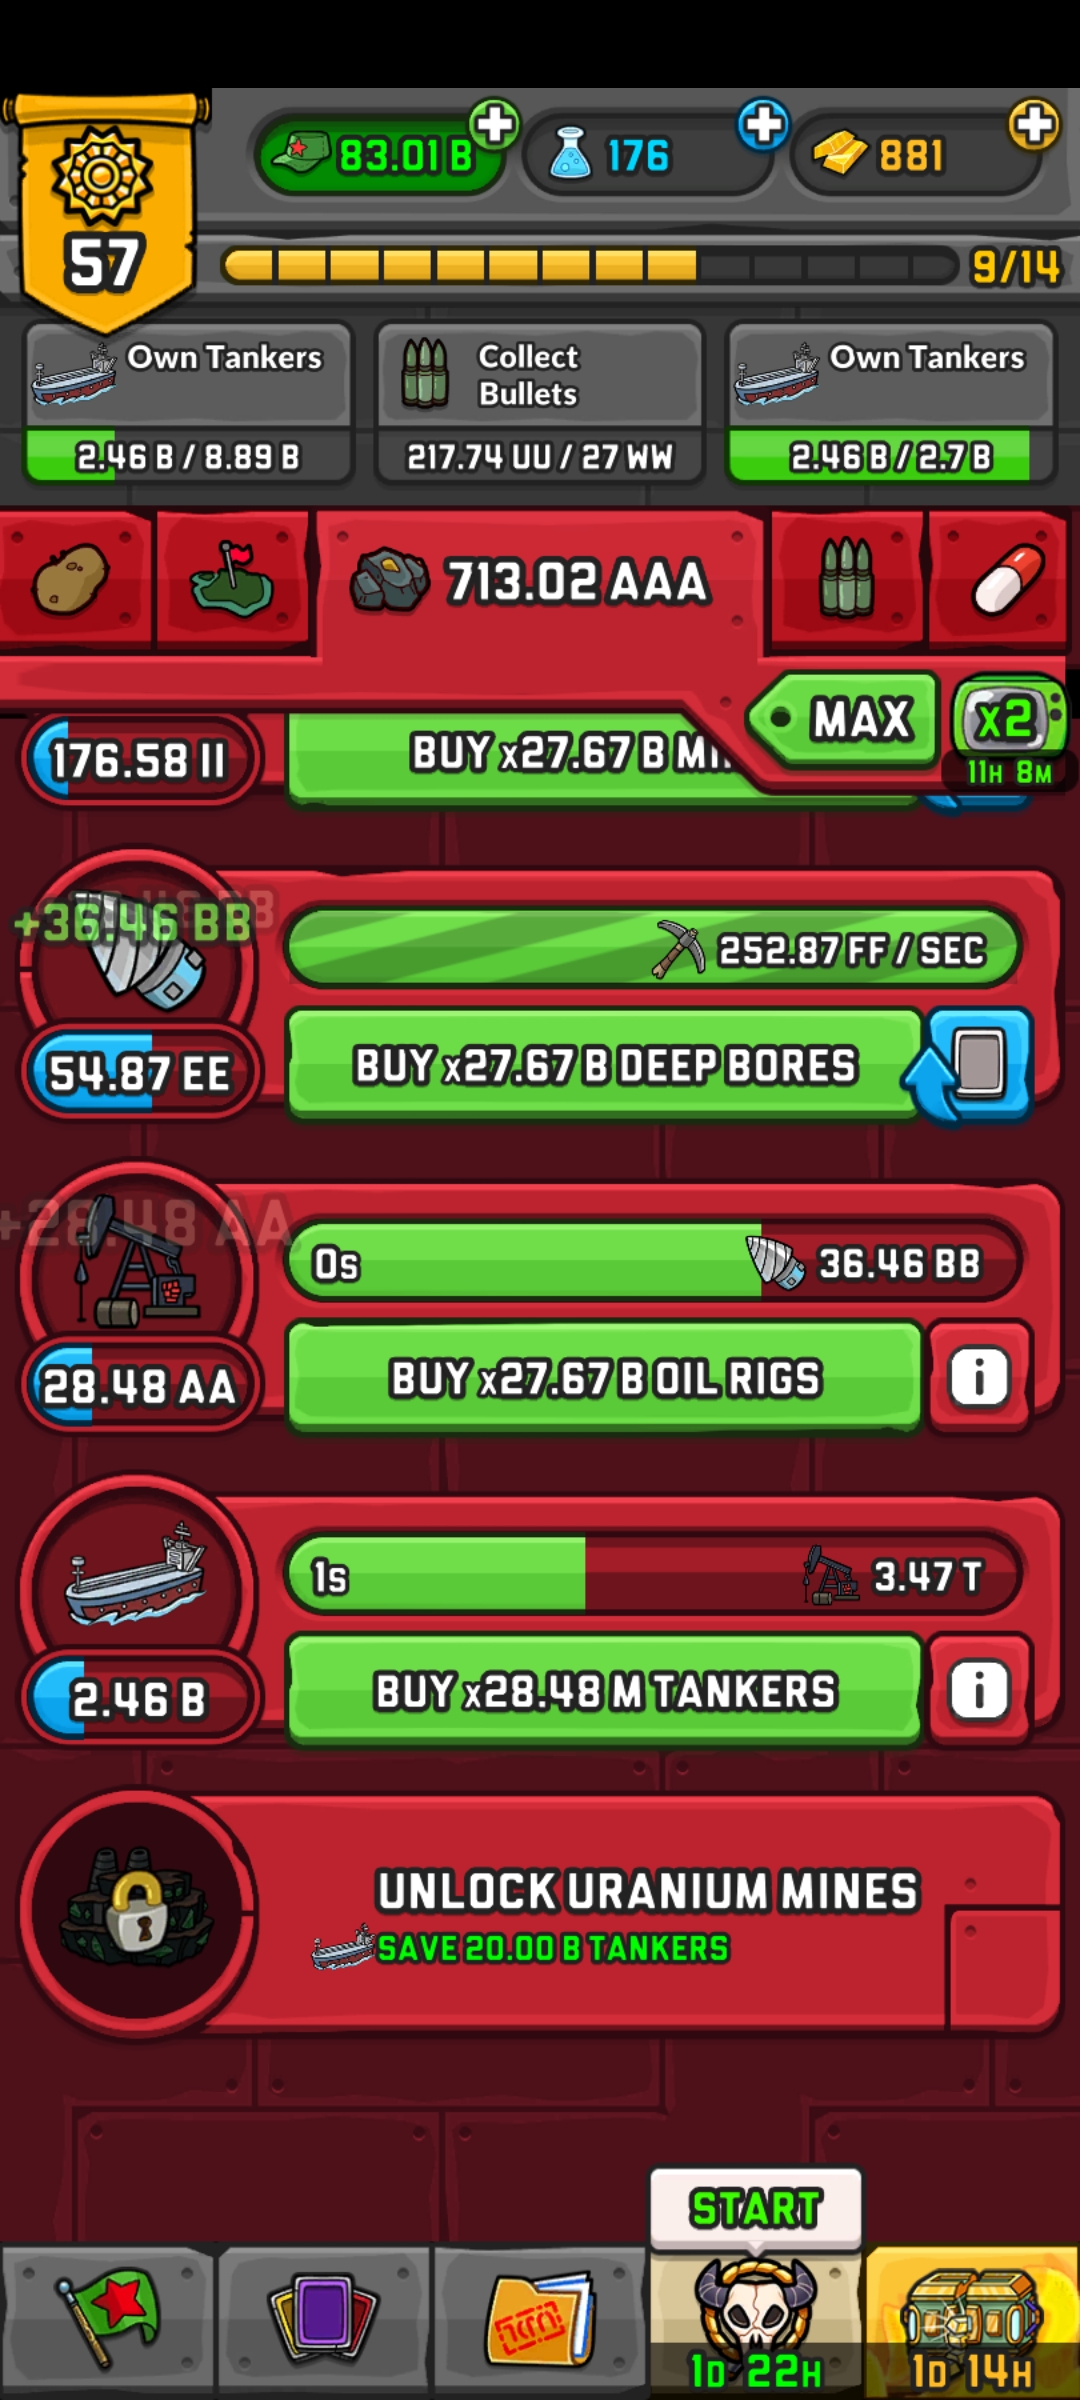 83.01 B
176
881
57
9/14
Own Tankers
2.46 B / 8.89 B
Collect
Bullets
217.74 UU / 27 WW
Own Tankers
2.46 B / 2.7 B
713.02 AAA
MAX
x2
11H 8M
176.58 II
BUY x27.67 B
+36.46 BB
252.87 FF / SEC
54.87 EE
BUY x27.67 B DEEP BORES
+28.48 AA
0s
36.46 BB
28.48 AA
BUY x27.67 B OIL RIGS
i
1s
3.47 T
2.46 B
BUY x28.48 M TANKERS
i
UNLOCK URANIUM MINES
SAVE 20.00 B TANKERS
START
1D 22H
1D 14H